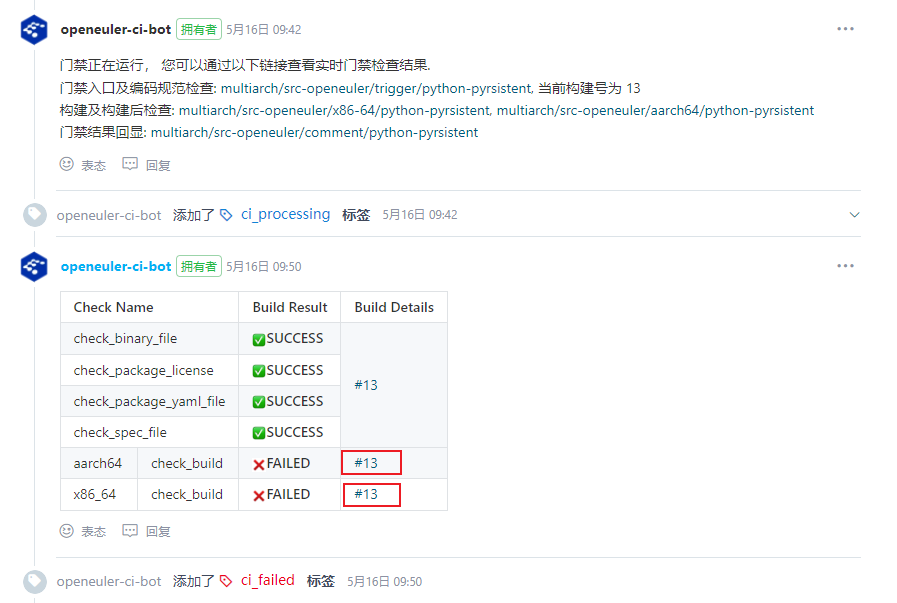 openeuler-ci-bot 拥有者 5月16日 09:42
门禁正在运行， 您可以通过以下链接查看实时门禁检查结果.
门禁入口及编码规范检查: multiarch/src-openeuler/trigger/python-pyrsistent, 当前构建号为 13
构建及构建后检查: multiarch/src-openeuler/x86-64/python-pyrsistent, multiarch/src-openeuler/aarch64/python-pyrsistent
门禁结果回显: multiarch/src-openeuler/comment/python-pyrsistent
表态 回复
openeuler-ci-bot 添加了 ci_processing 标签 5月16日 09:42
openeuler-ci-bot 拥有者 5月16日 09:50
Check Name Build Result Build Details
check_binary_file ✅SUCCESS
check_package_license ✅SUCCESS
#13
check_package_yaml_file ✅SUCCESS
check_spec_file ✅SUCCESS
aarch64 check_build ❌FAILED #13
x86_64 check_build ❌FAILED #13
表态 回复
openeuler-ci-bot 添加了 ci_failed 标签 5月16日 09:50